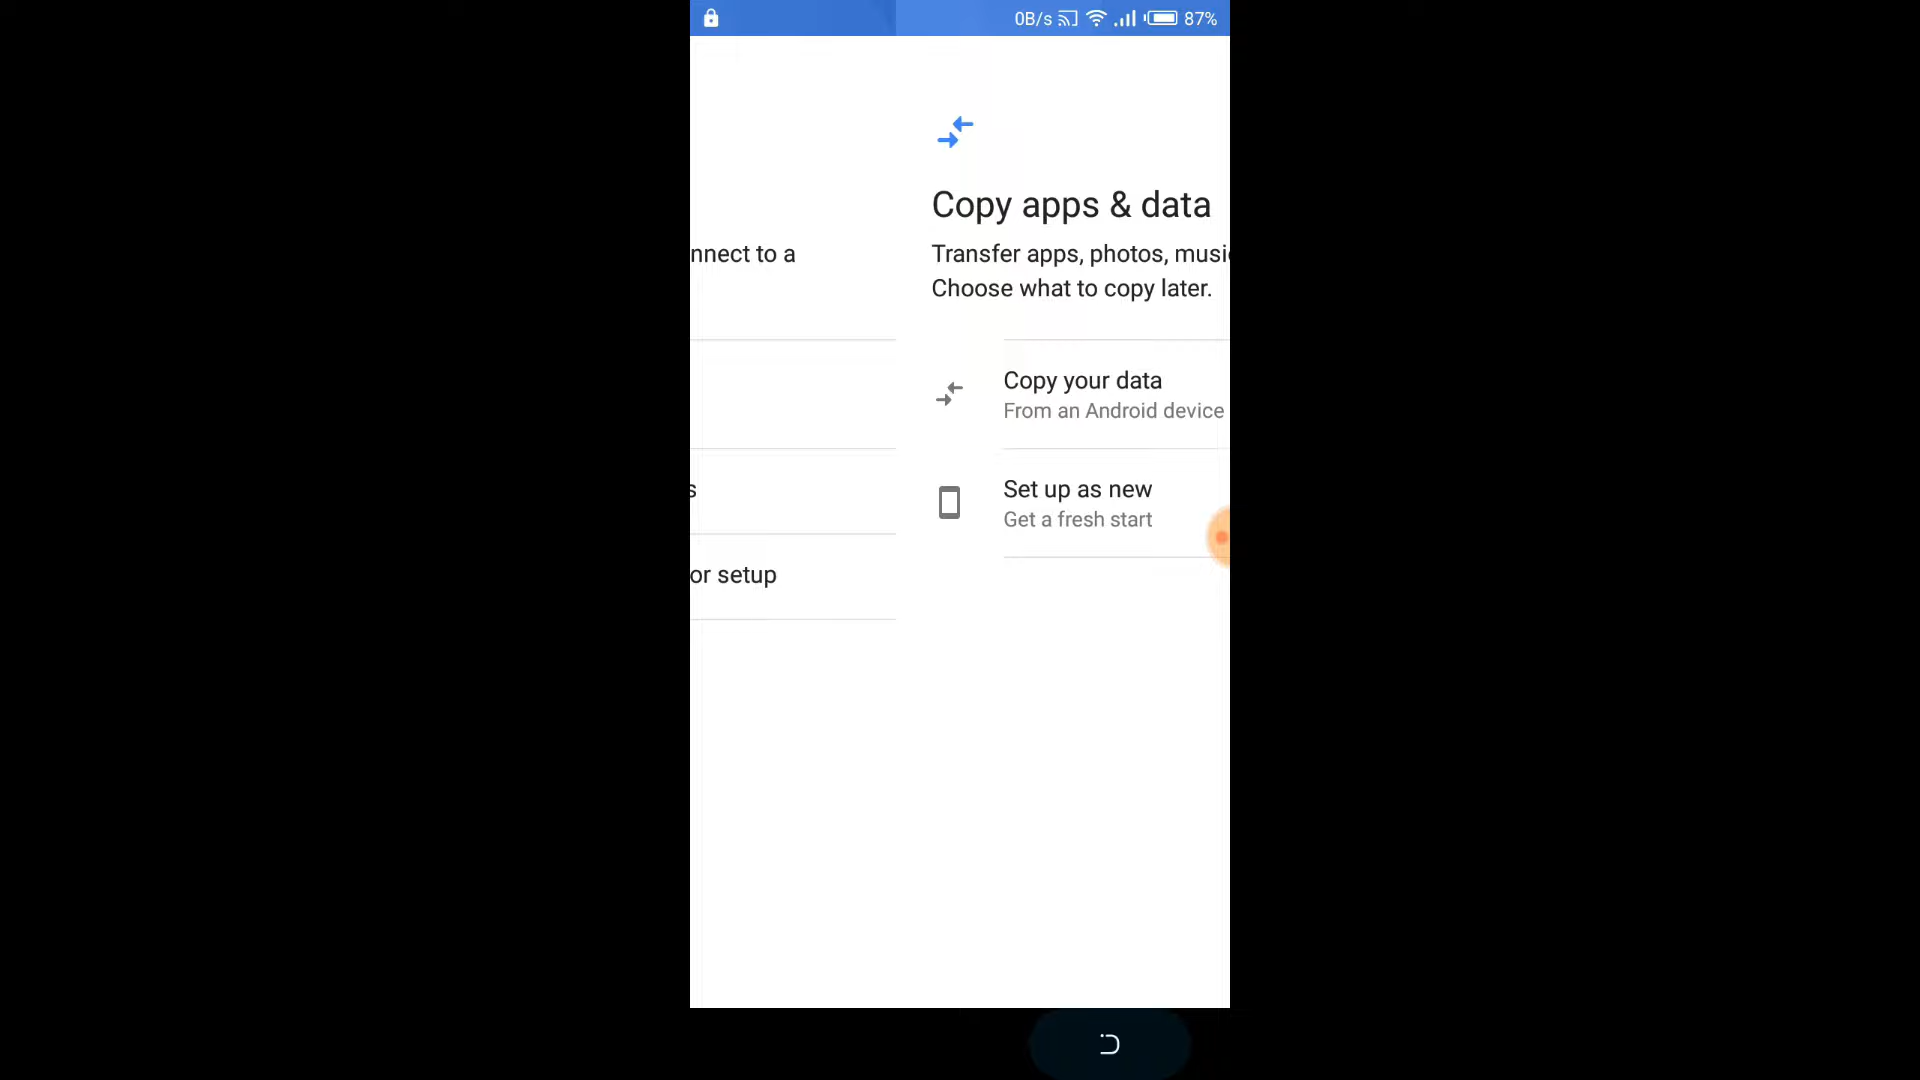 0B/s 87%
nnect to a
s
or setup
Copy apps & data
Transfer apps, photos, musi
Choose what to copy later.
Copy your data
From an Android device
Set up as new
Get a fresh start